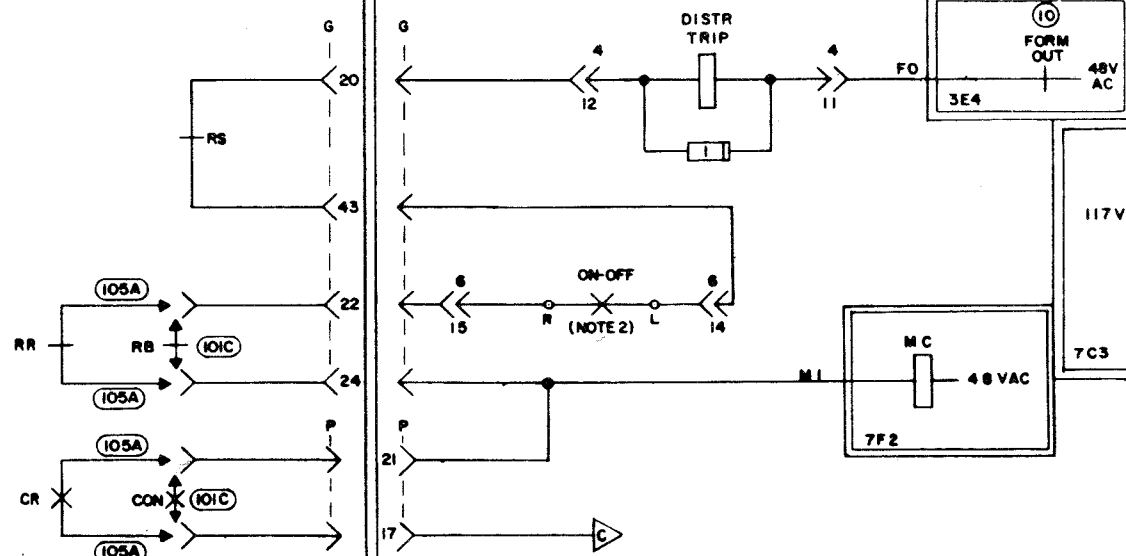 G
G
DISTR
TRIP
10
FORM
OUT
48V
AC
3E4
4
4
20
12
11
FO
RS
43
117V
105A
6
ON-OFF
6
22
15
R
(NOTE 2)
L
14
RR
RB
101C
MC
7C3
24
M1
48 VAC
105A
P
P
7F2
105A
21
CR
CON
101C
17
C
105A
1